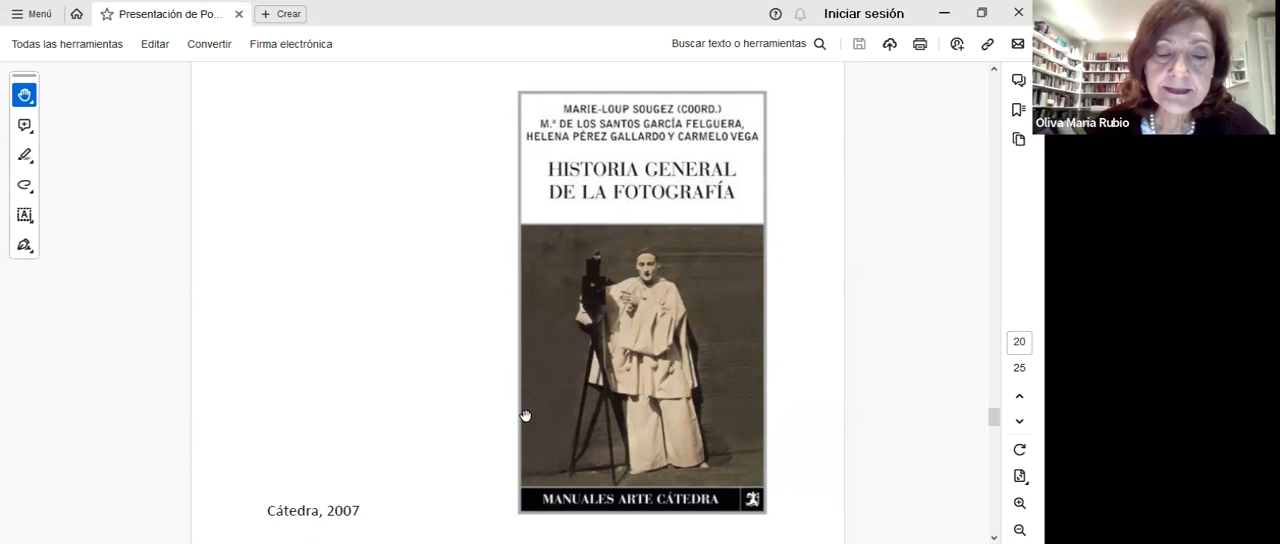 Menú
Presentación de Po...
Crear
Iniciar sesión
Todas las herramientas
Editar
Convertir
Firma electrónica
Buscar texto o herramientas
Oliva María Rubio
MARIE-LOUP SOUGEZ (COORD.)
M.ª DE LOS SANTOS GARCÍA FELGUERA,
HELENA PÉREZ GALLARDO Y CARMELO VEGA
HISTORIA GENERAL
DE LA FOTOGRAFÍA
MANUALES ARTE CÁTEDRA
Cátedra, 2007
20
25